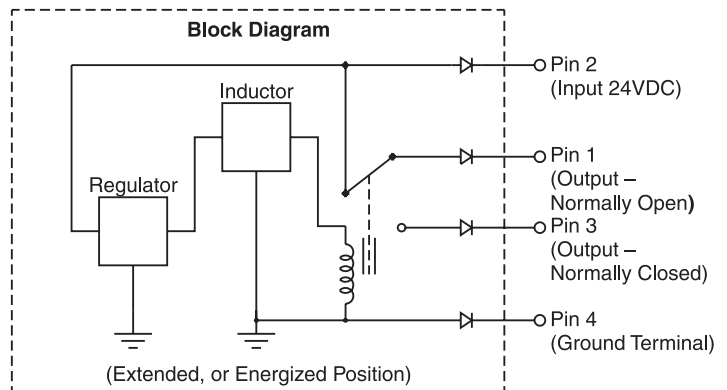 Block Diagram
Pin 2
(Input 24VDC)
Inductor
Pin 1
(Output –
Normally Open)
Regulator
Pin 3
(Output –
Normally Closed)
Pin 4
(Ground Terminal)
(Extended, or Energized Position)